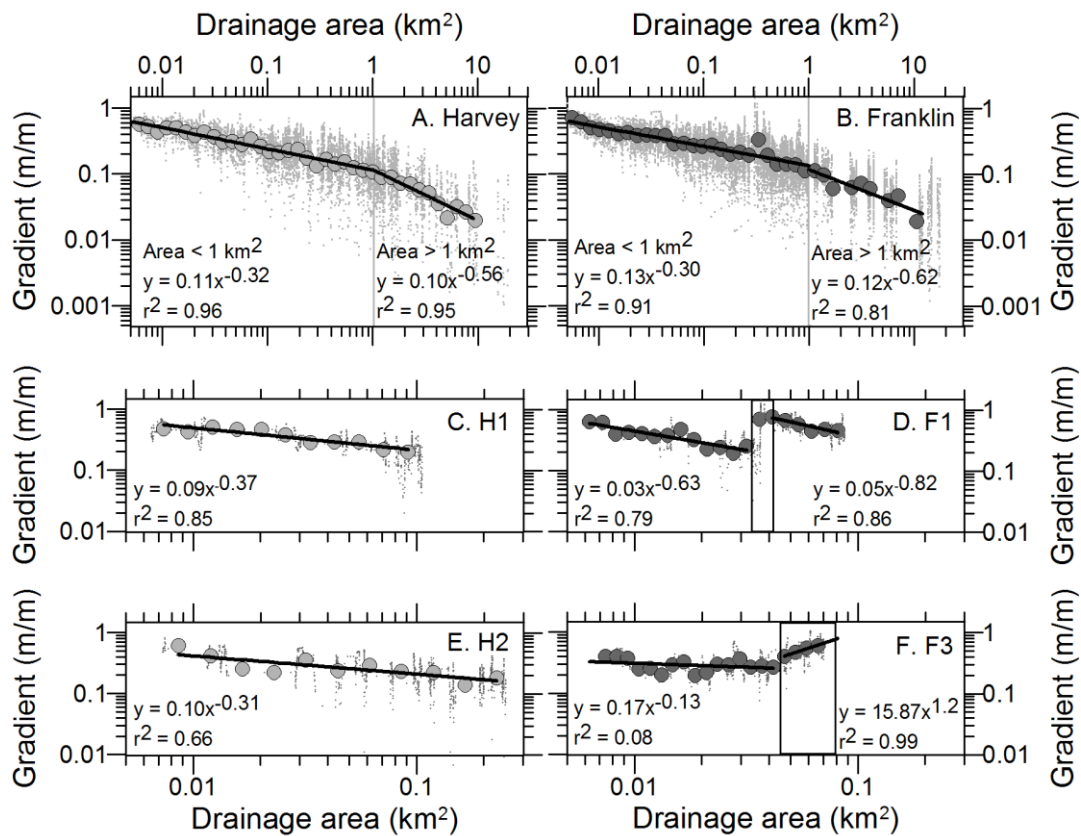 Drainage area (km²) Drainage area (km²)
0.01 0.1 1 10 0.01 0.1 1 10
Gradient (m/m)
1
0.1
0.01
0.001
A. Harvey
Area < 1 km²
y = 0.11x^-0.32
r² = 0.96
Area > 1 km²
y = 0.10x^-0.56
r² = 0.95
B. Franklin
Area < 1 km²
y = 0.13x^-0.30
r² = 0.91
Area > 1 km²
y = 0.12x^-0.62
r² = 0.81
1
0.1
0.01
0.001
Gradient (m/m)
Gradient (m/m)
1
0.1
0.01
C. H1
y = 0.09x^-0.37
r² = 0.85
D. F1
y = 0.03x^-0.63
r² = 0.79
y = 0.05x^-0.82
r² = 0.86
1
0.1
0.01
Gradient (m/m)
Gradient (m/m)
1
0.1
0.01
E. H2
y = 0.10x^-0.31
r² = 0.66
F. F3
y = 0.17x^-0.13
r² = 0.08
y = 15.87x^1.2
r² = 0.99
1
0.1
0.01
Gradient (m/m)
0.01 0.1 0.01 0.1
Drainage area (km²) Drainage area (km²)